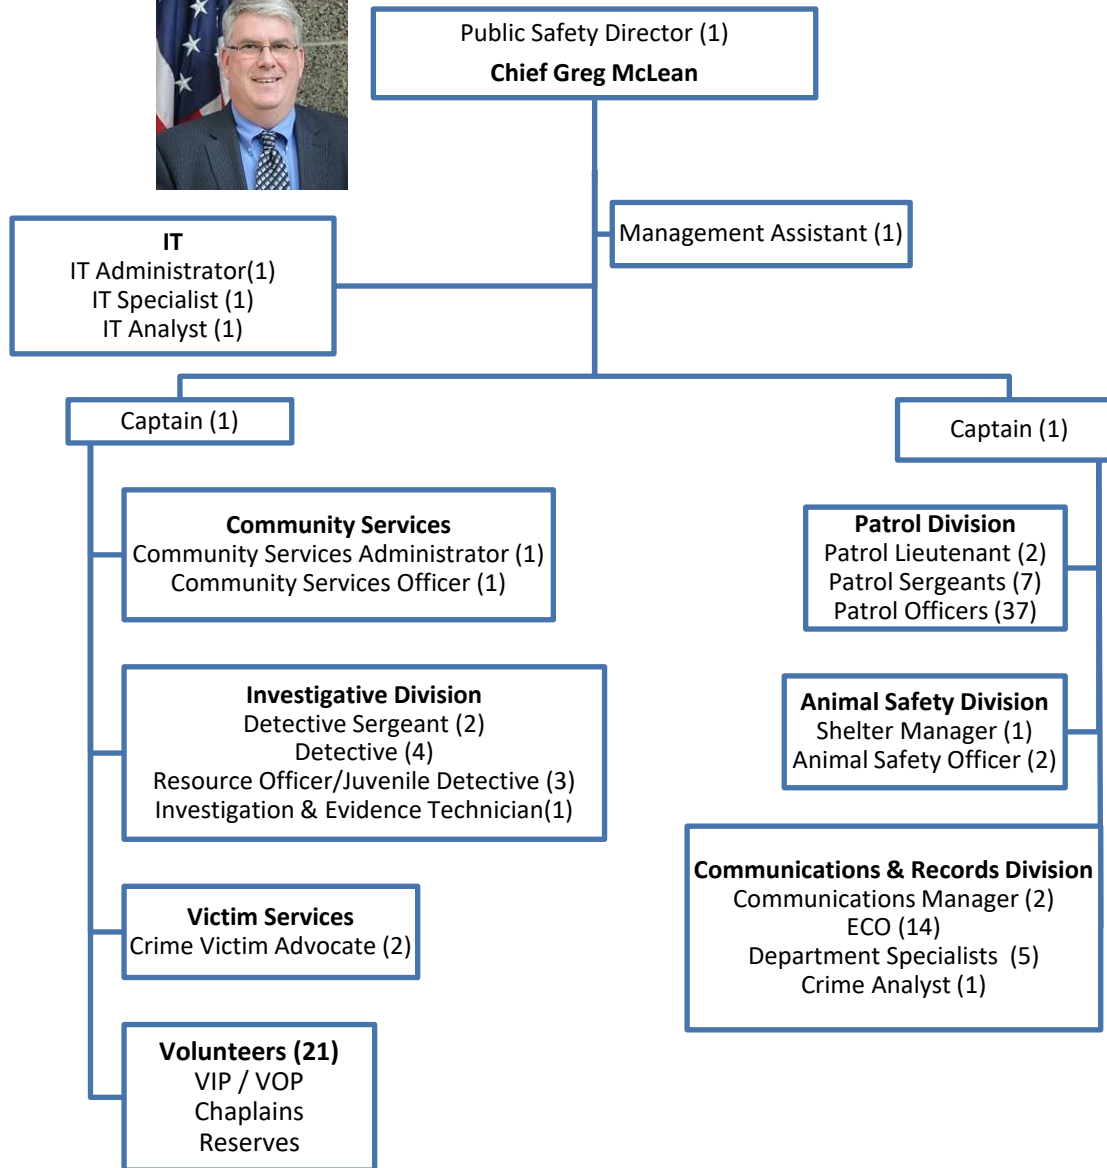 Public Safety Director (1)
Chief Greg McLean
Management Assistant (1)
IT
IT Administrator(1)
IT Specialist (1)
IT Analyst (1)
Captain (1)
Community Services
Community Services Administrator (1)
Community Services Officer (1)
Investigative Division
Detective Sergeant (2)
Detective (4)
Resource Officer/Juvenile Detective (3)
Investigation & Evidence Technician(1)
Victim Services
Crime Victim Advocate (2)
Volunteers (21)
VIP / VOP
Chaplains
Reserves
Captain (1)
Patrol Division
Patrol Lieutenant (2)
Patrol Sergeants (7)
Patrol Officers (37)
Animal Safety Division
Shelter Manager (1)
Animal Safety Officer (2)
Communications & Records Division
Communications Manager (2)
ECO (14)
Department Specialists  (5)
Crime Analyst (1)